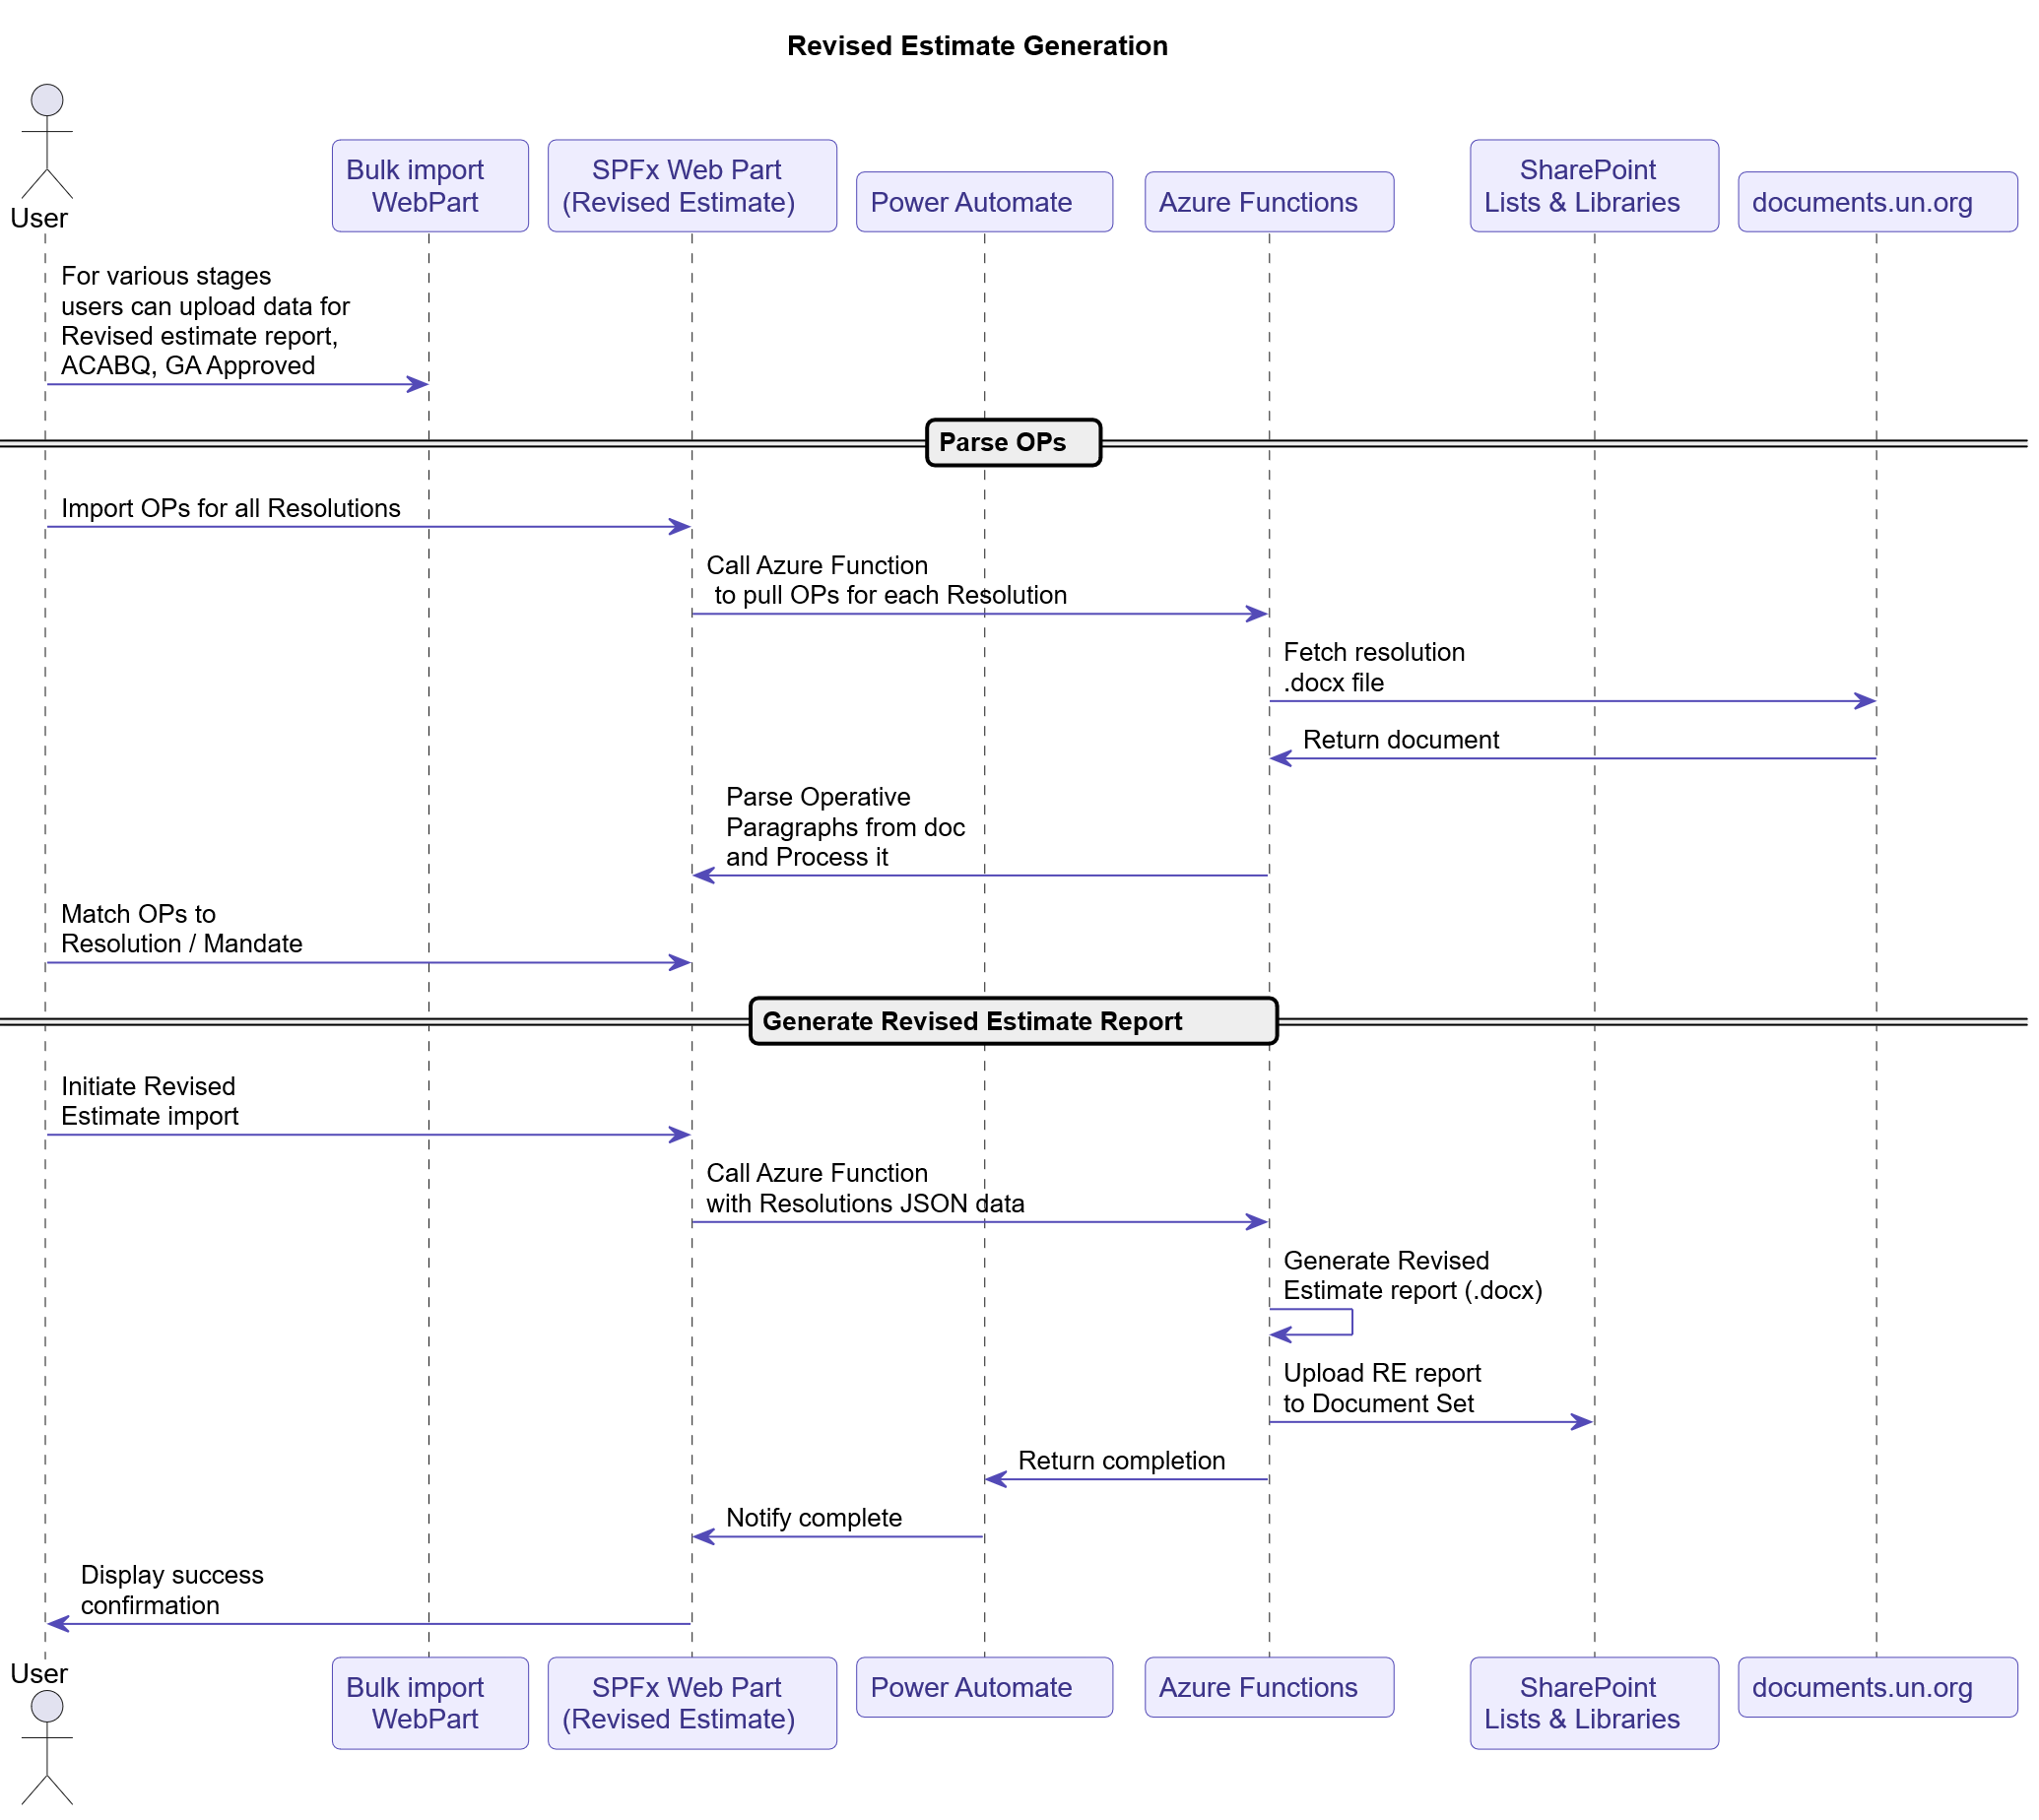 Revised Estimate Generation
User
Bulk import
WebPart
SPFx Web Part
(Revised Estimate)
Power Automate
Azure Functions
SharePoint
Lists & Libraries
documents.un.org
For various stages
users can upload data for
Revised estimate report,
ACABQ, GA Approved
Parse OPs
Import OPs for all Resolutions
Call Azure Function
to pull OPs for each Resolution
Fetch resolution
.docx file
Return document
Parse Operative
Paragraphs from doc
and Process it
Match OPs to
Resolution / Mandate
Generate Revised Estimate Report
Initiate Revised
Estimate import
Call Azure Function
with Resolutions JSON data
Generate Revised
Estimate report (.docx)
Upload RE report
to Document Set
Return completion
Notify complete
Display success
confirmation
User
Bulk import
WebPart
SPFx Web Part
(Revised Estimate)
Power Automate
Azure Functions
SharePoint
Lists & Libraries
documents.un.org